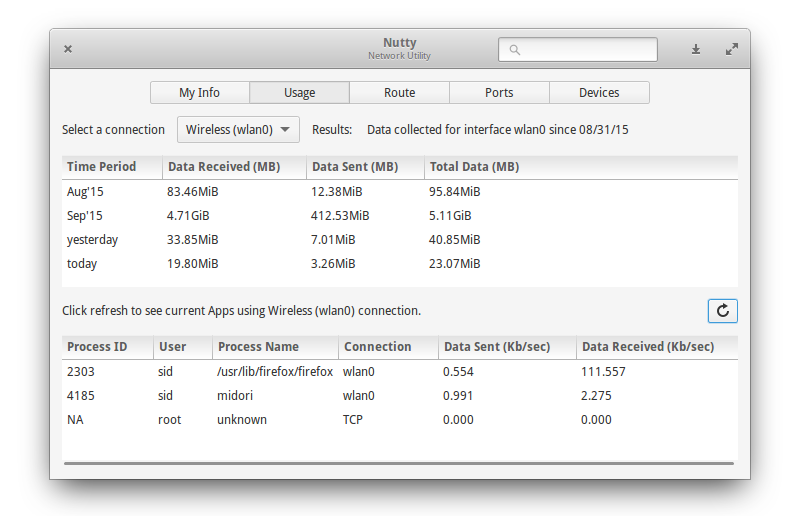 Nutty
Network Utility
My Info Usage Route Ports Devices
Select a connection Wireless (wlan0) Results: Data collected for interface wlan0 since 08/31/15
Time Period Data Received (MB) Data Sent (MB) Total Data (MB)
Aug'15 83.46MiB 12.38MiB 95.84MiB
Sep'15 4.71GiB 412.53MiB 5.11GiB
yesterday 33.85MiB 7.01MiB 40.85MiB
today 19.80MiB 3.26MiB 23.07MiB
Click refresh to see current Apps using Wireless (wlan0) connection.
Process ID User Process Name Connection Data Sent (Kb/sec) Data Received (Kb/sec)
2303 sid /usr/lib/firefox/firefox wlan0 0.554 111.557
4185 sid midori wlan0 0.991 2.275
NA root unknown TCP 0.000 0.000